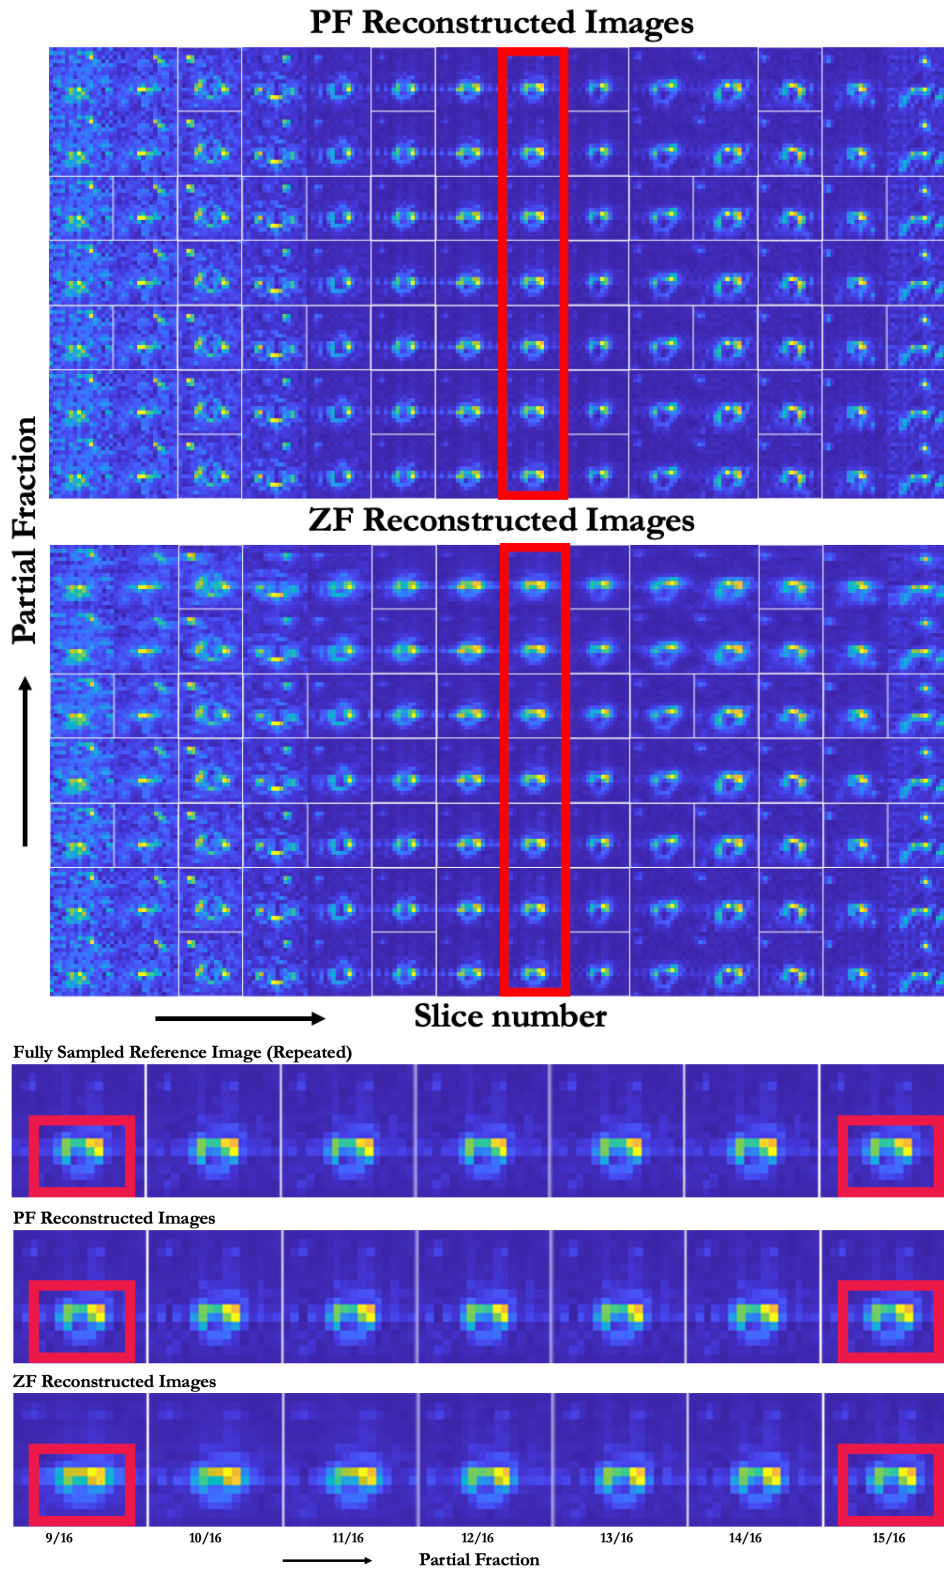 PF Reconstructed Images
Partial Fraction
ZF Reconstructed Images
Slice number
Fully Sampled Reference Image (Repeated)
PF Reconstructed Images
ZF Reconstructed Images
9/16 10/16 11/16 12/16 13/16 14/16 15/16
Partial Fraction